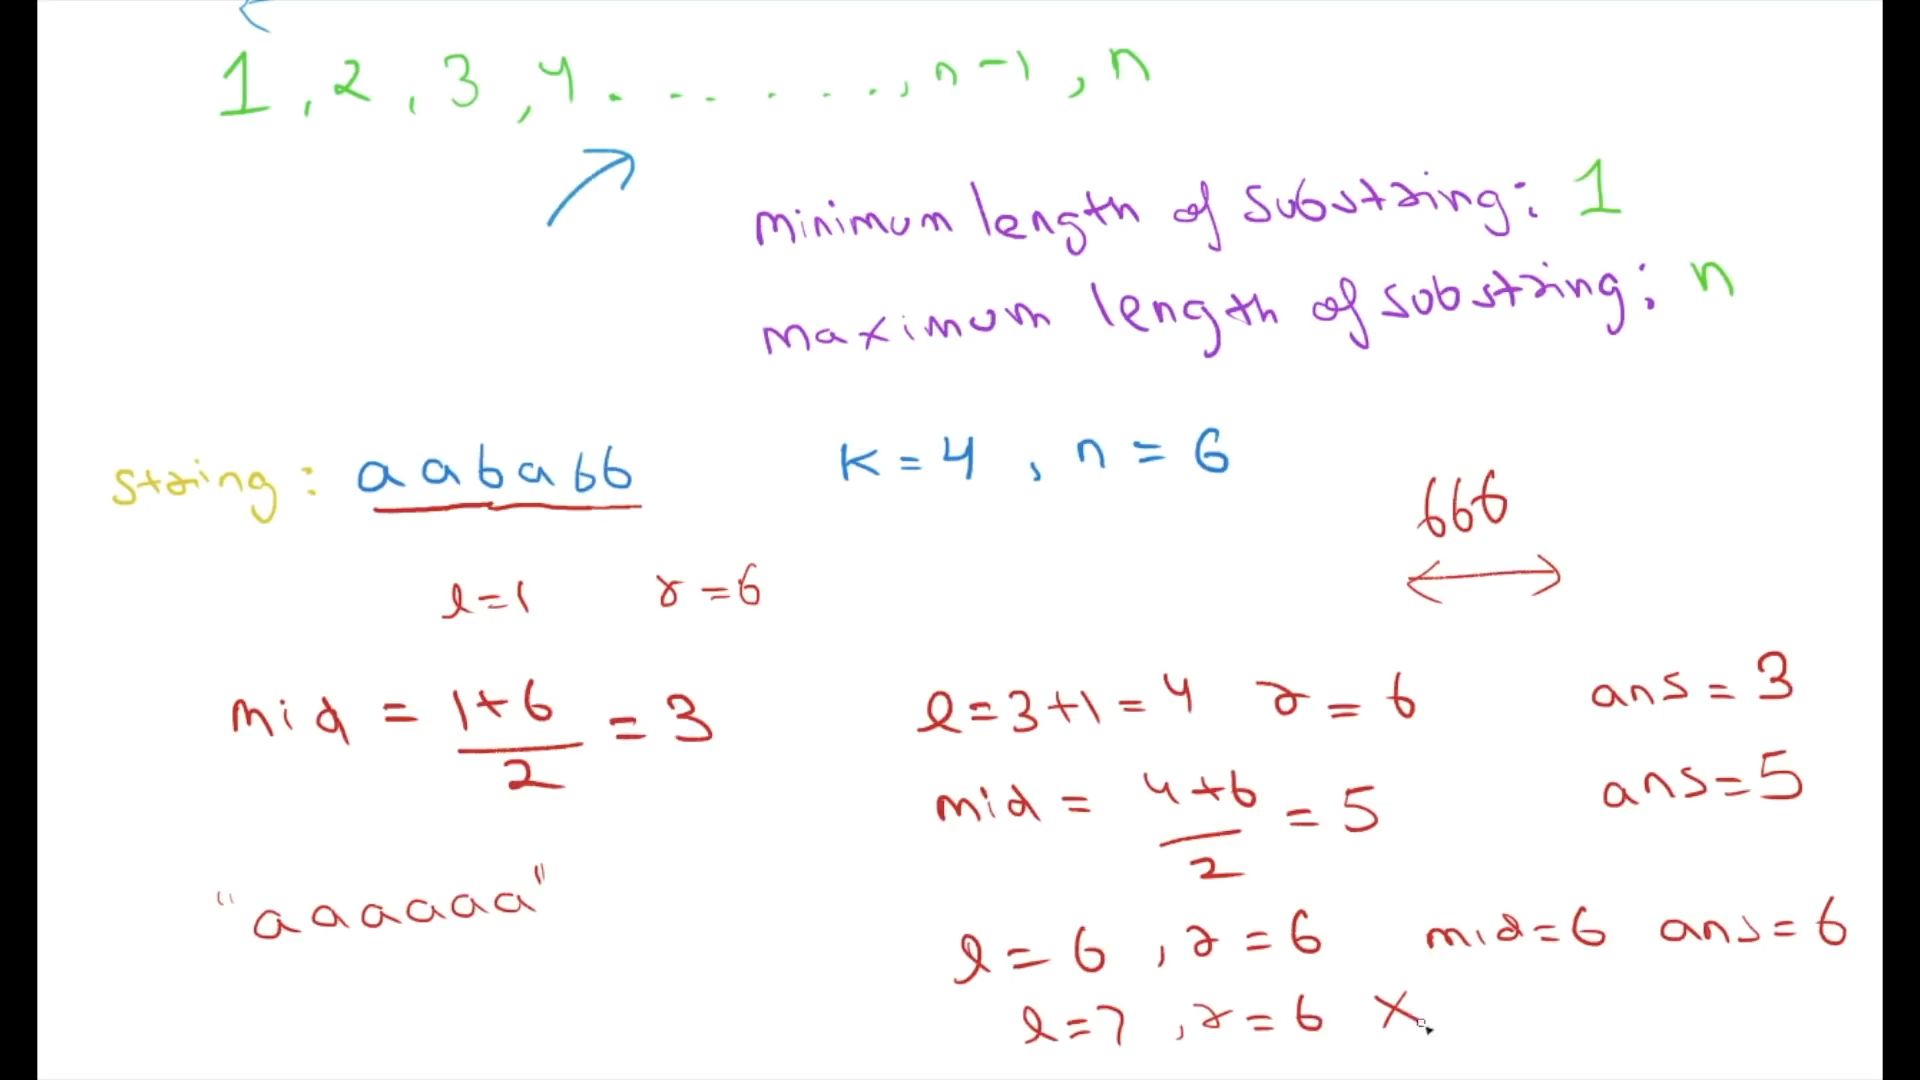 1, 2, 3, 4 . . . . . . ., n-1, n
minimum length of substring: 1
maximum length of substring: n
string: aababb k = 4, n = 6
bbb
l=1 r=6
mid = 1+6/2 = 3
l=3+1=4 r=6 ans=3
mid = 4+6/2 = 5 ans=5
"aaaaaa"
l=6, r=6 mid=6 ans=6
l=7, r=6 X